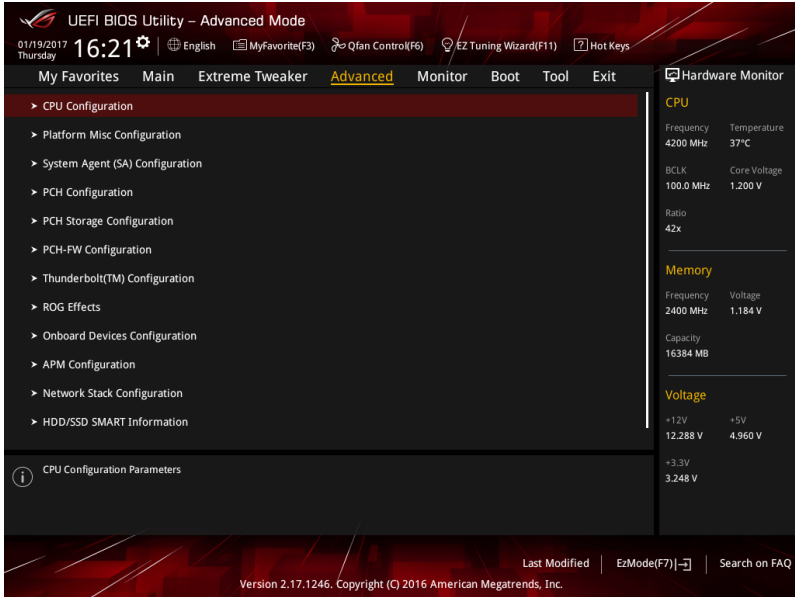 UEFI BIOS Utility – Advanced Mode
01/19/2017
Thursday
16:21
English
MyFavorite(F3)
Qfan Control(F6)
EZ Tuning Wizard(F11)
? Hot Keys
My Favorites Main Extreme Tweaker Advanced Monitor Boot Tool Exit
> CPU Configuration
> Platform Misc Configuration
> System Agent (SA) Configuration
> PCH Configuration
> PCH Storage Configuration
> PCH-FW Configuration
> Thunderbolt(TM) Configuration
> ROG Effects
> Onboard Devices Configuration
> APM Configuration
> Network Stack Configuration
> HDD/SSD SMART Information
i CPU Configuration Parameters
Hardware Monitor
CPU
Frequency Temperature
4200 MHz 37°C
BCLK Core Voltage
100.0 MHz 1.200 V
Ratio
42x
Memory
Frequency Voltage
2400 MHz 1.184 V
Capacity
16384 MB
Voltage
+12V +5V
12.288 V 4.960 V
+3.3V
3.248 V
Last Modified
EzMode(F7)
Search on FAQ
Version 2.17.1246. Copyright (C) 2016 American Megatrends, Inc.